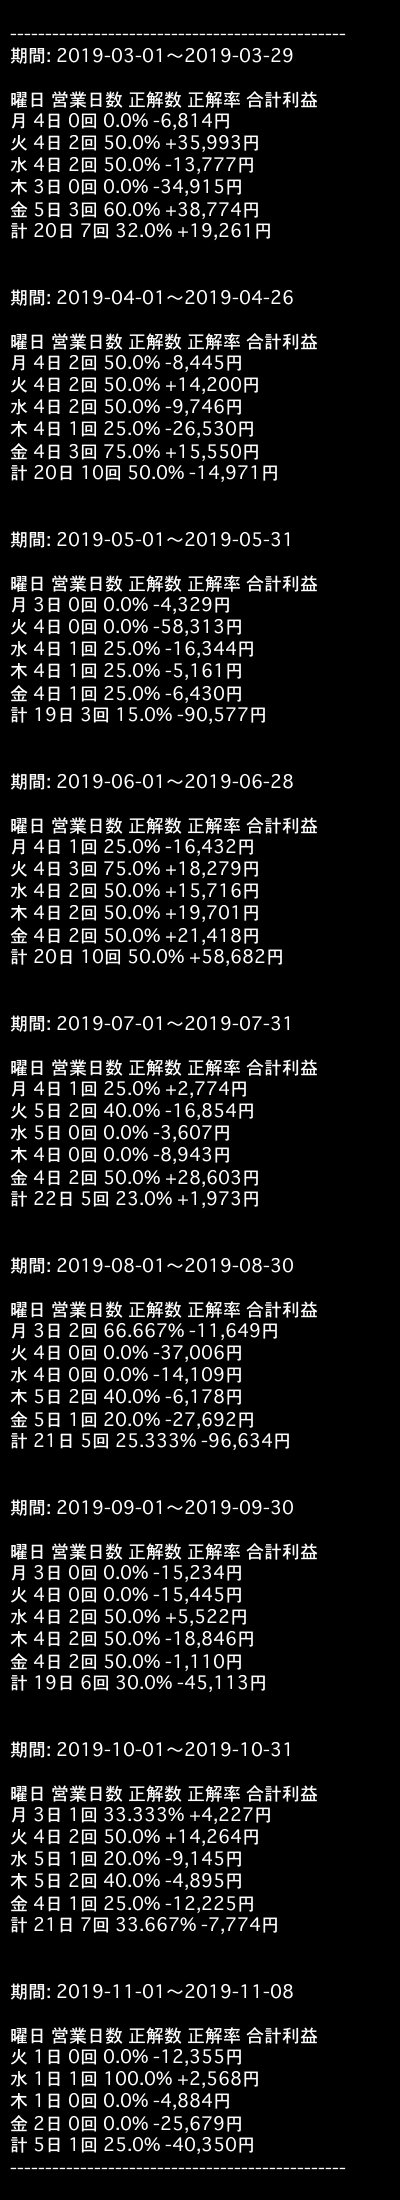 ------------------------------------------------
期間: 2019-03-01〜2019-03-29
曜日 営業日数 正解数 正解率 合計利益
月 4日 0回 0.0% -6,814円
火 4日 2回 50.0% +35,993円
水 4日 2回 50.0% -13,777円
木 3日 0回 0.0% -34,915円
金 5日 3回 60.0% +38,774円
計 20日 7回 32.0% +19,261円
期間: 2019-04-01〜2019-04-26
曜日 営業日数 正解数 正解率 合計利益
月 4日 2回 50.0% -8,445円
火 4日 2回 50.0% +14,200円
水 4日 2回 50.0% -9,746円
木 4日 1回 25.0% -26,530円
金 4日 3回 75.0% +15,550円
計 20日 10回 50.0% -14,971円
期間: 2019-05-01〜2019-05-31
曜日 営業日数 正解数 正解率 合計利益
月 3日 0回 0.0% -4,329円
火 4日 0回 0.0% -58,313円
水 4日 1回 25.0% -16,344円
木 4日 1回 25.0% -5,161円
金 4日 1回 25.0% -6,430円
計 19日 3回 15.0% -90,577円
期間: 2019-06-01〜2019-06-28
曜日 営業日数 正解数 正解率 合計利益
月 4日 1回 25.0% -16,432円
火 4日 3回 75.0% +18,279円
水 4日 2回 50.0% +15,716円
木 4日 2回 50.0% +19,701円
金 4日 2回 50.0% +21,418円
計 20日 10回 50.0% +58,682円
期間: 2019-07-01〜2019-07-31
曜日 営業日数 正解数 正解率 合計利益
月 4日 1回 25.0% +2,774円
火 5日 2回 40.0% -16,854円
水 5日 0回 0.0% -3,607円
木 4日 0回 0.0% -8,943円
金 4日 2回 50.0% +28,603円
計 22日 5回 23.0% +1,973円
期間: 2019-08-01〜2019-08-30
曜日 営業日数 正解数 正解率 合計利益
月 3日 2回 66.667% -11,649円
火 4日 0回 0.0% -37,006円
水 4日 0回 0.0% -14,109円
木 5日 2回 40.0% -6,178円
金 5日 1回 20.0% -27,692円
計 21日 5回 25.333% -96,634円
期間: 2019-09-01〜2019-09-30
曜日 営業日数 正解数 正解率 合計利益
月 3日 0回 0.0% -15,234円
火 4日 0回 0.0% -15,445円
水 4日 2回 50.0% +5,522円
木 4日 2回 50.0% -18,846円
金 4日 2回 50.0% -1,110円
計 19日 6回 30.0% -45,113円
期間: 2019-10-01〜2019-10-31
曜日 営業日数 正解数 正解率 合計利益
月 3日 1回 33.333% +4,227円
火 4日 2回 50.0% +14,264円
水 5日 1回 20.0% -9,145円
木 5日 2回 40.0% -4,895円
金 4日 1回 25.0% -12,225円
計 21日 7回 33.667% -7,774円
期間: 2019-11-01〜2019-11-08
曜日 営業日数 正解数 正解率 合計利益
火 1日 0回 0.0% -12,355円
水 1日 1回 100.0% +2,568円
木 1日 0回 0.0% -4,884円
金 2日 0回 0.0% -25,679円
計 5日 1回 25.0% -40,350円
------------------------------------------------